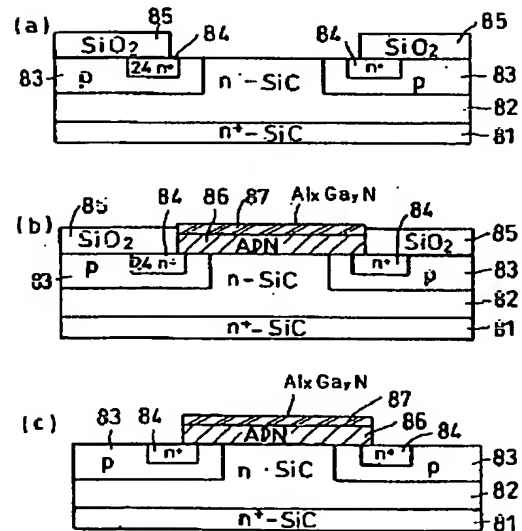 (a)
85
84
84
85
SiO₂
SiO₂
83
p
24 n⁺
n⁻-SiC
n⁺
p
83
82
n⁺-SiC
81
(b)
85
84
86
87
AlxGayN
84
SiO₂
ADN
SiO₂
85
83
p
n⁺
n-SiC
n⁺
p
83
82
n⁺-SiC
81
(c)
83
84
AlxGayN
87
86
84
ADN
p
n⁺
n-SiC
n⁺
p
83
82
n⁺-SiC
81